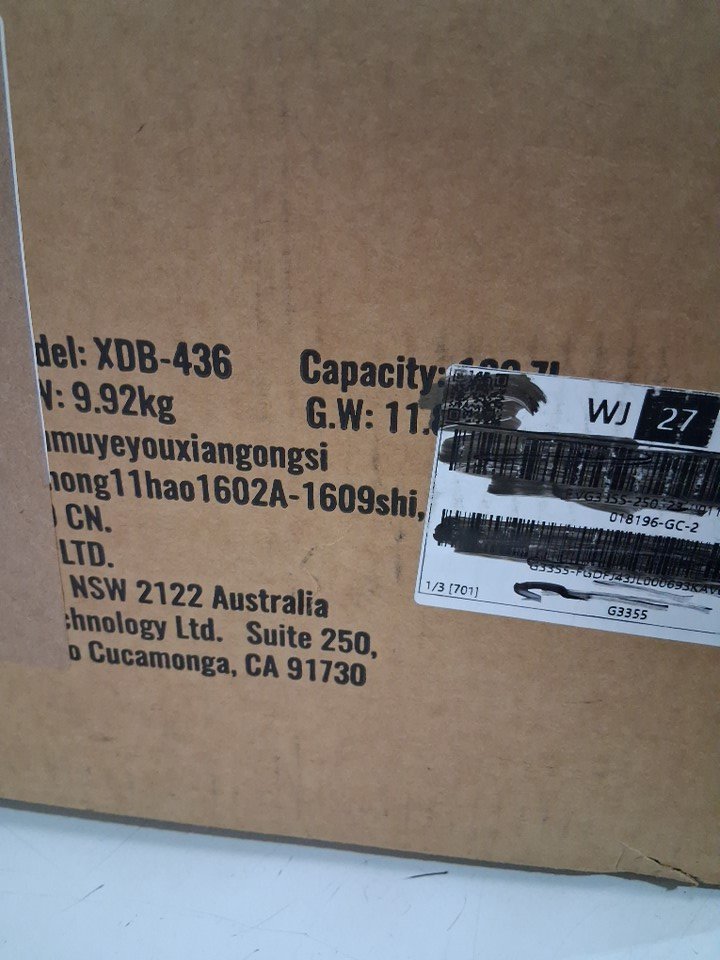 del: XDB-436 Capacity:
9.92kg G.W: 11.
muyeyouxiangongsi
hong11hao1602A-1609shi,
CN.
LTD.
NSW 2122 Australia
chnology Ltd. Suite 250,
o Cucamonga, CA 91730
WJ 27
018196-GC-2
1/3 [701]
G3355